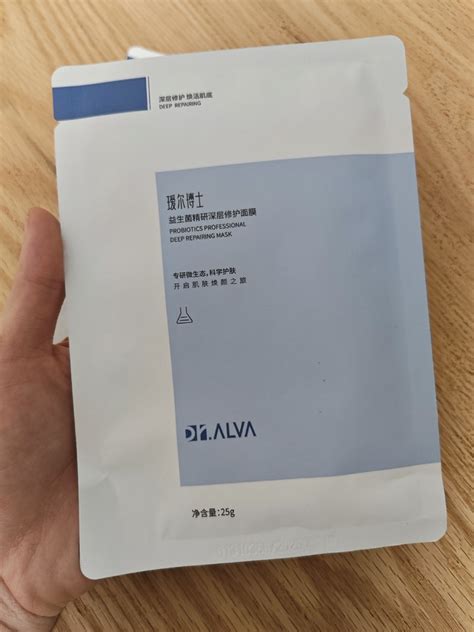 深层修护 焕活肌底
DEEP REPAIRING
瑷尔博士
益生菌精研深层修护面膜
PROBIOTICS PROFESSIONAL
DEEP REPAIRING MASK
专研微生态,科学护肤
开启肌肤焕颜之旅
Dr.ALVA
净含量:25g